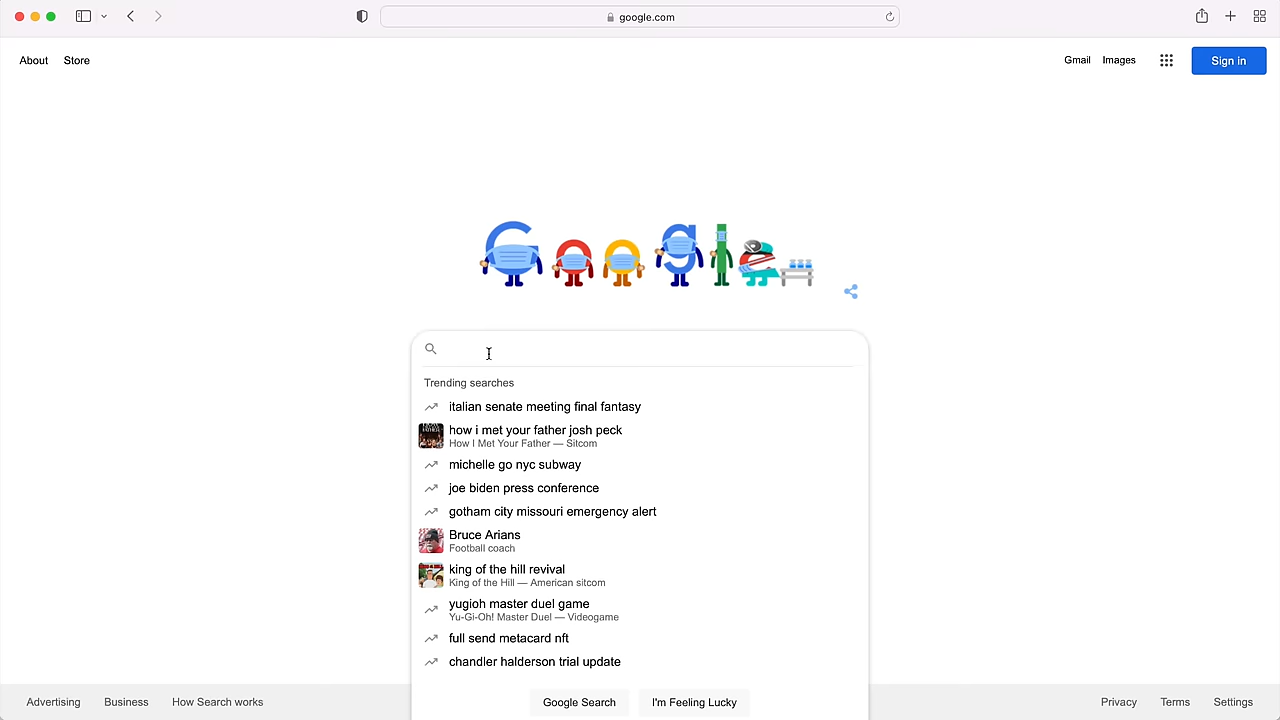 google.com
About Store
Gmail Images Sign in
Google
Trending searches
italian senate meeting final fantasy
how i met your father josh peck
How I Met Your Father — Sitcom
michelle go nyc subway
joe biden press conference
gotham city missouri emergency alert
Bruce Arians
Football coach
king of the hill revival
King of the Hill — American sitcom
yugioh master duel game
Yu-Gi-Oh! Master Duel — Videogame
full send metacard nft
chandler halderson trial update
Google Search I'm Feeling Lucky
Advertising Business How Search works
Privacy Terms Settings